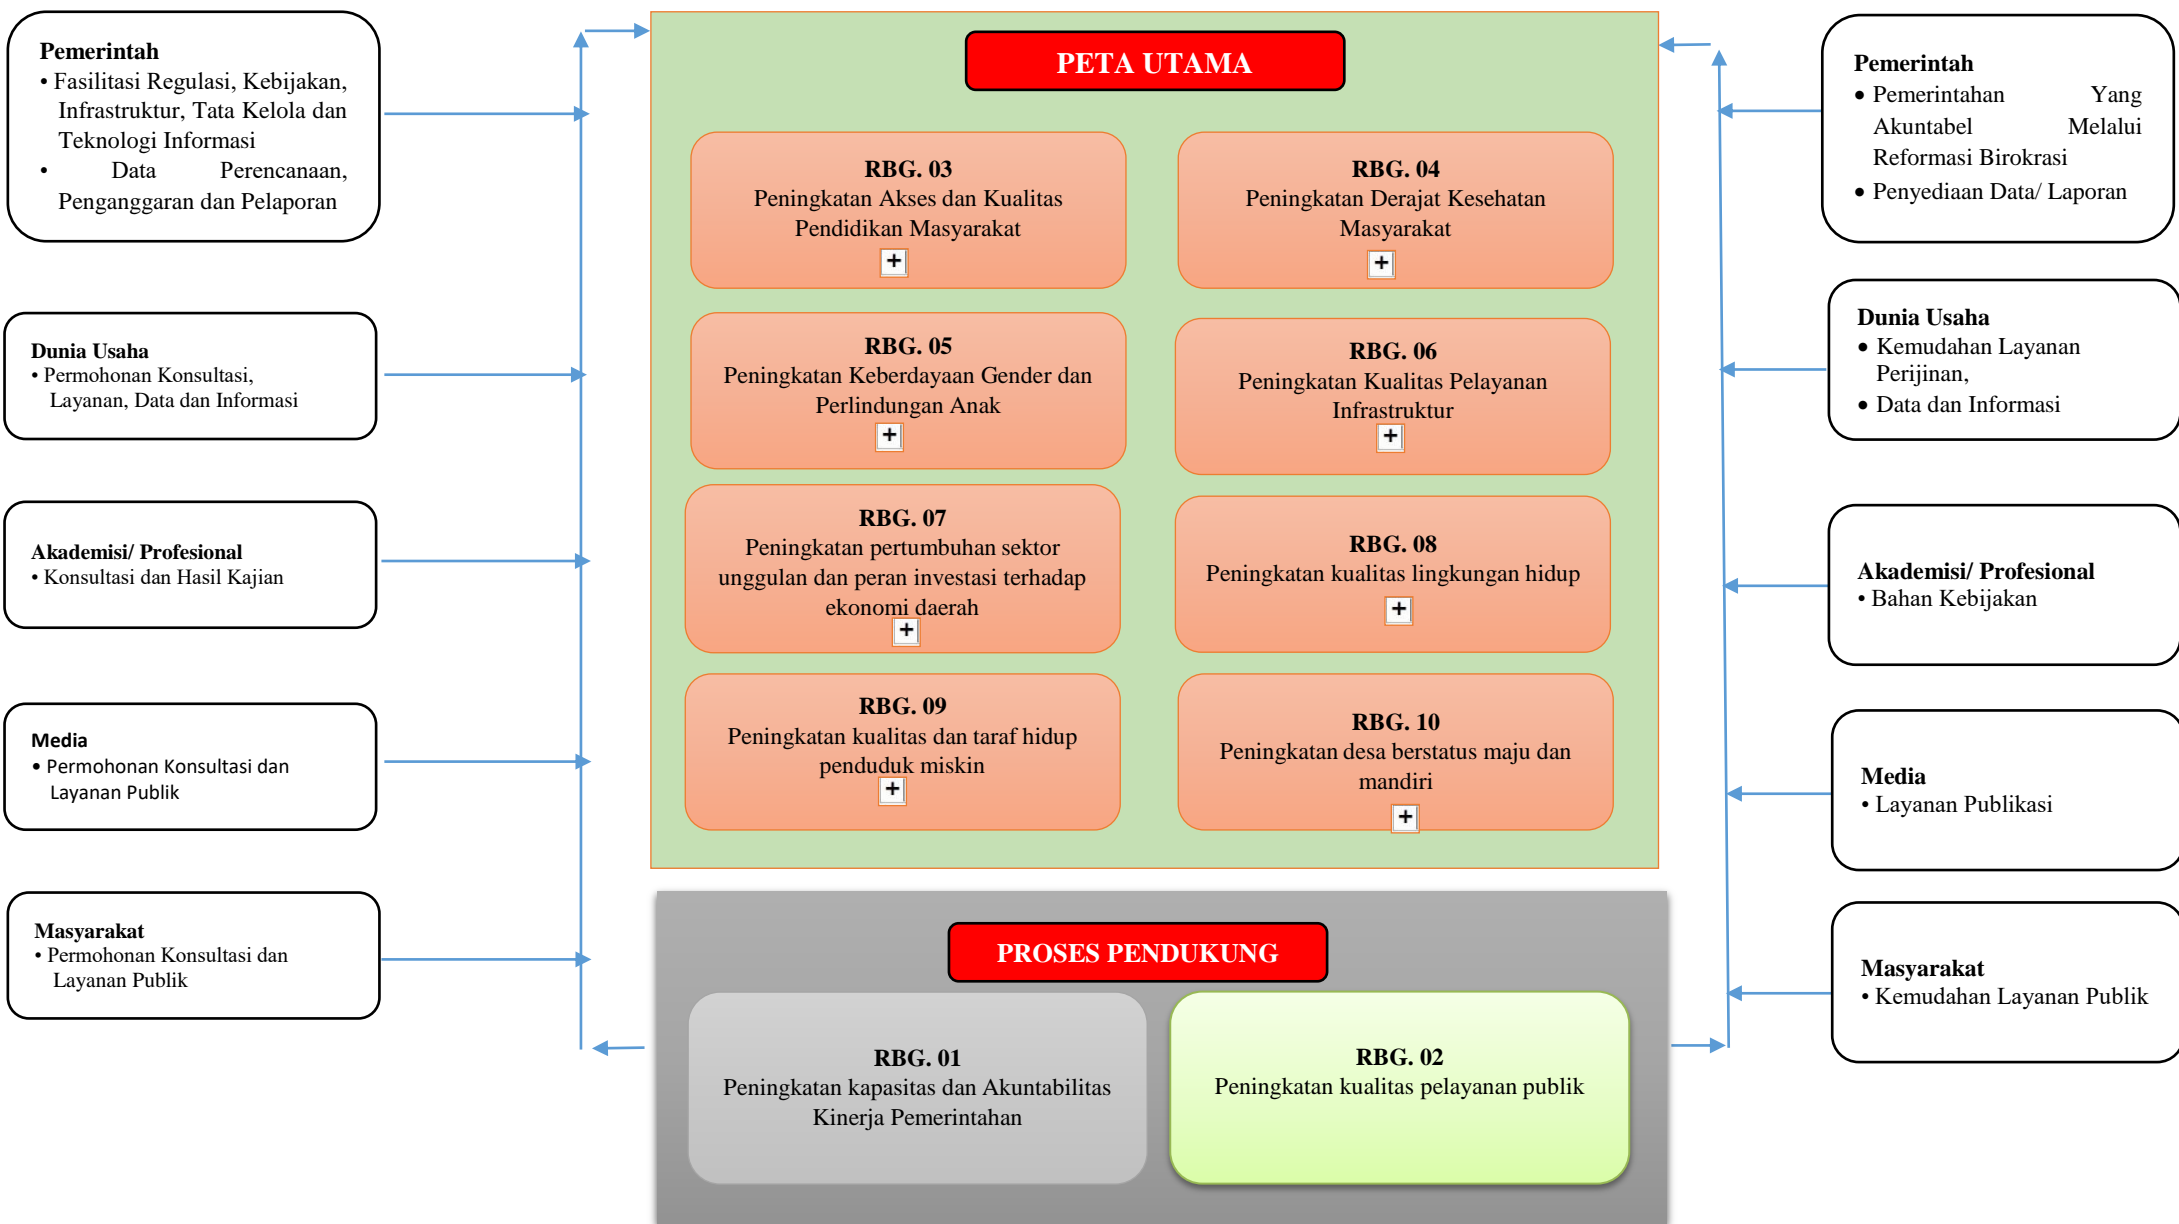 Pemerintah
• Fasilitasi Regulasi, Kebijakan,
Infrastruktur, Tata Kelola dan
Teknologi Informasi
• Data Perencanaan,
Penganggaran dan Pelaporan
Dunia Usaha
• Permohonan Konsultasi,
Layanan, Data dan Informasi
Akademisi/ Profesional
• Konsultasi dan Hasil Kajian
Media
• Permohonan Konsultasi dan
Layanan Publik
Masyarakat
• Permohonan Konsultasi dan
Layanan Publik
PETA UTAMA
RBG. 03
Peningkatan Akses dan Kualitas
Pendidikan Masyarakat
+
RBG. 04
Peningkatan Derajat Kesehatan
Masyarakat
+
RBG. 05
Peningkatan Keberdayaan Gender dan
Perlindungan Anak
+
RBG. 06
Peningkatan Kualitas Pelayanan
Infrastruktur
+
RBG. 07
Peningkatan pertumbuhan sektor
unggulan dan peran investasi terhadap
ekonomi daerah
+
RBG. 08
Peningkatan kualitas lingkungan hidup
+
RBG. 09
Peningkatan kualitas dan taraf hidup
penduduk miskin
+
RBG. 10
Peningkatan desa berstatus maju dan
mandiri
+
PROSES PENDUKUNG
RBG. 01
Peningkatan kapasitas dan Akuntabilitas
Kinerja Pemerintahan
RBG. 02
Peningkatan kualitas pelayanan publik
Pemerintah
• Pemerintahan Yang
Akuntabel Melalui
Reformasi Birokrasi
• Penyediaan Data/ Laporan
Dunia Usaha
• Kemudahan Layanan
Perijinan,
• Data dan Informasi
Akademisi/ Profesional
• Bahan Kebijakan
Media
• Layanan Publikasi
Masyarakat
• Kemudahan Layanan Publik